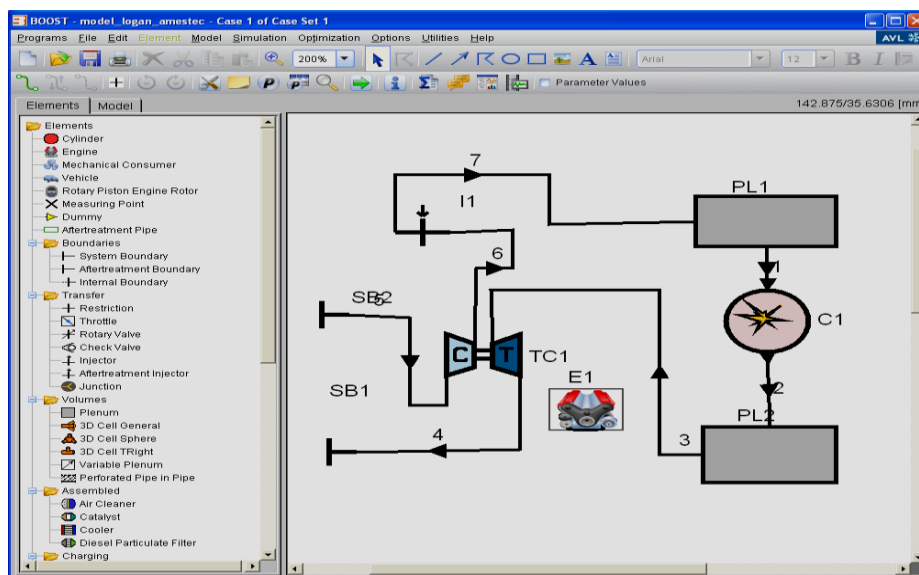 BOOST - model_logan_amestec - Case 1 of Case Set 1
Programs File Edit Element Model Simulation Optimization Options Utilities Help
AVL
200% A Arial 12 B I
P P i Σ Parameter Values
Elements Model
142.875/35.6306 [mm
Elements
Cylinder
Engine
Mechanical Consumer
Vehicle
Rotary Piston Engine Rotor
Measuring Point
Dummy
Aftertreatment Pipe
Boundaries
System Boundary
Aftertreatment Boundary
Internal Boundary
Transfer
Restriction
Throttle
Rotary Valve
Check Valve
Injector
Aftertreatment Injector
Junction
Volumes
Plenum
3D Cell General
3D Cell Sphere
3D Cell TRight
Variable Plenum
Perforated Pipe in Pipe
Assembled
Air Cleaner
Catalyst
Cooler
Diesel Particulate Filter
Charging
7
I1
PL1
6
1
SB2
5
C T
TC1
C1
SB1
E1
2
PL2
4
3